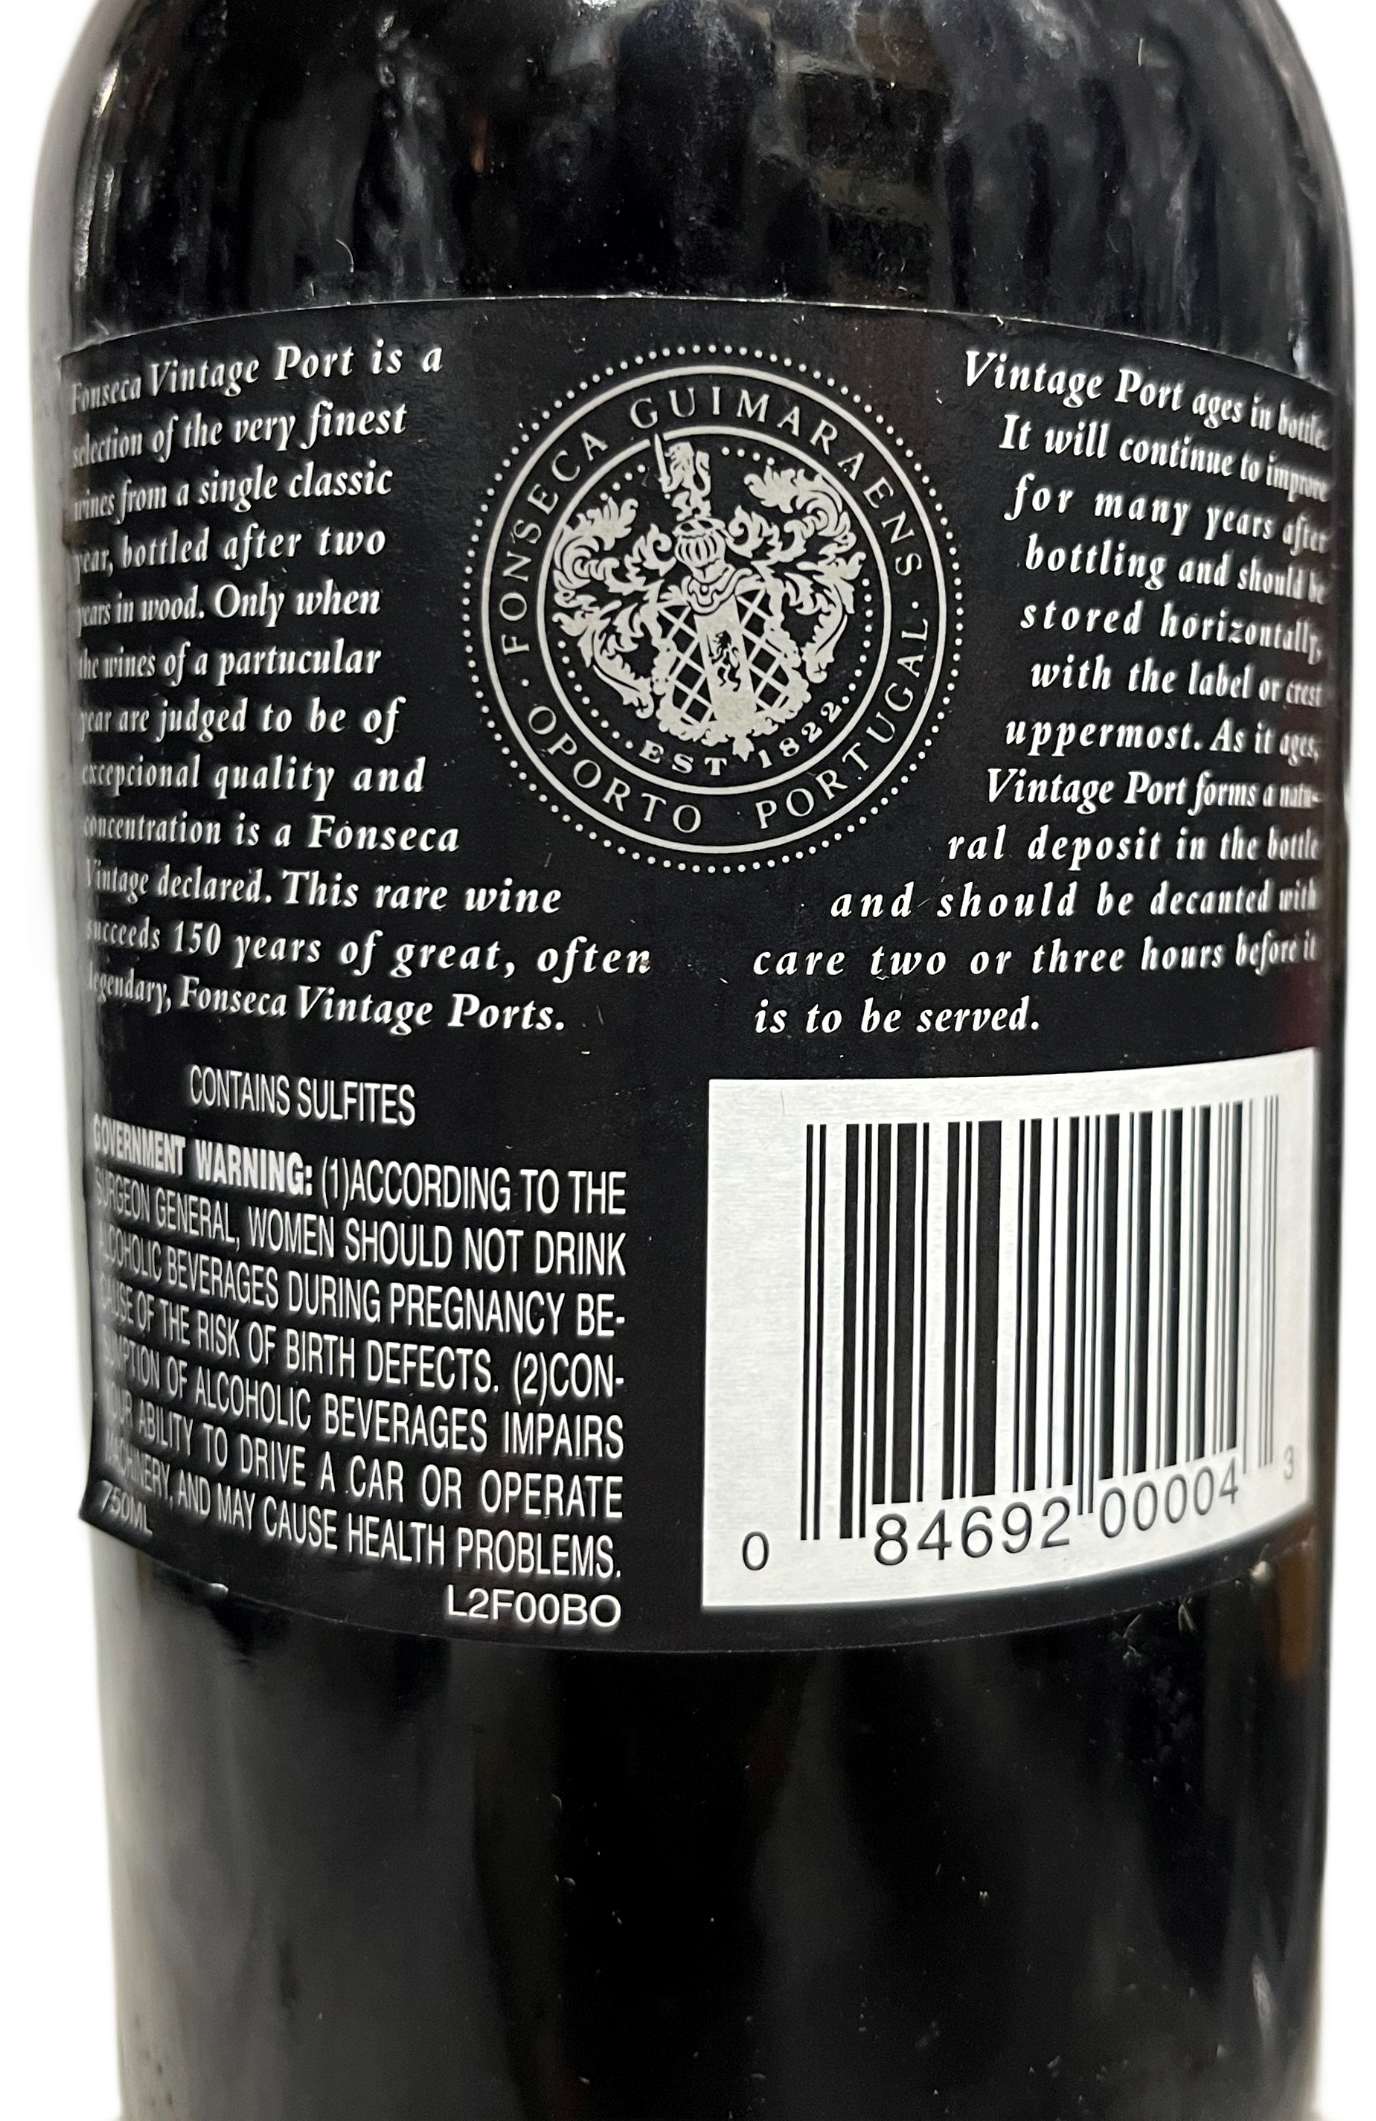 Fonseca Vintage Port is a
selection of the very finest
wines from a single classic
year, bottled after two
years in wood. Only when
the wines of a partucular
year are judged to be of
excepcional quality and
concentration is a Fonseca
Vintage declared. This rare wine
succeeds 150 years of great, often
legendary, Fonseca Vintage Ports.
FONSECA GUIMARAENS
OPORTO PORTUGAL
EST 1822
Vintage Port ages in bottle.
It will continue to improve
for many years after
bottling and should be
stored horizontally,
with the label or crest
uppermost. As it ages,
Vintage Port forms a natu-
ral deposit in the bottle
and should be decanted with
care two or three hours before it
is to be served.
CONTAINS SULFITES
GOVERNMENT WARNING: (1)ACCORDING TO THE
SURGEON GENERAL, WOMEN SHOULD NOT DRINK
ALCOHOLIC BEVERAGES DURING PREGNANCY BE-
CAUSE OF THE RISK OF BIRTH DEFECTS. (2)CON-
SUMPTION OF ALCOHOLIC BEVERAGES IMPAIRS
YOUR ABILITY TO DRIVE A CAR OR OPERATE
MACHINERY, AND MAY CAUSE HEALTH PROBLEMS.
750ML
L2F00BO
0 84692 00004 3